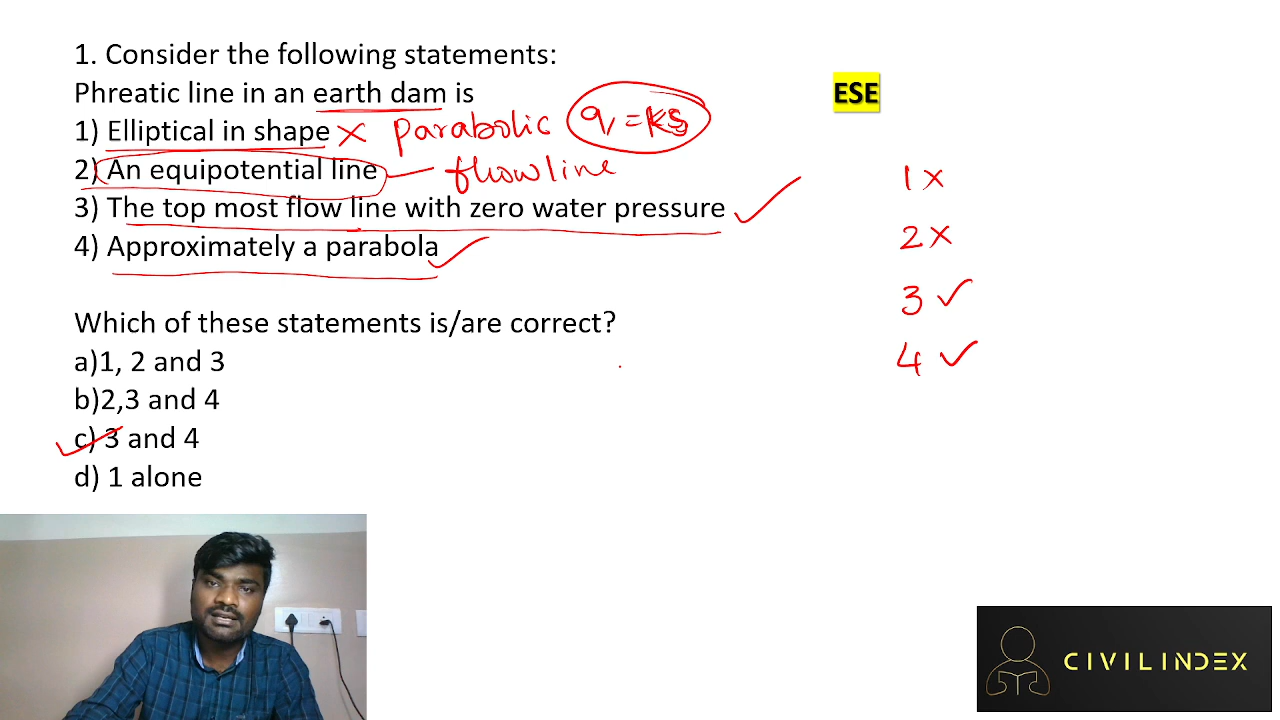 1. Consider the following statements:
Phreatic line in an earth dam is
1) Elliptical in shape × parabolic q = ks
2) An equipotential line — flowline
3) The top most flow line with zero water pressure ✓
4) Approximately a parabola ✓
Which of these statements is/are correct?
a)1, 2 and 3
b)2,3 and 4
c) 3 and 4
d) 1 alone
ESE
1 ×
2 ×
3 ✓
4 ✓
CIVILINDEX